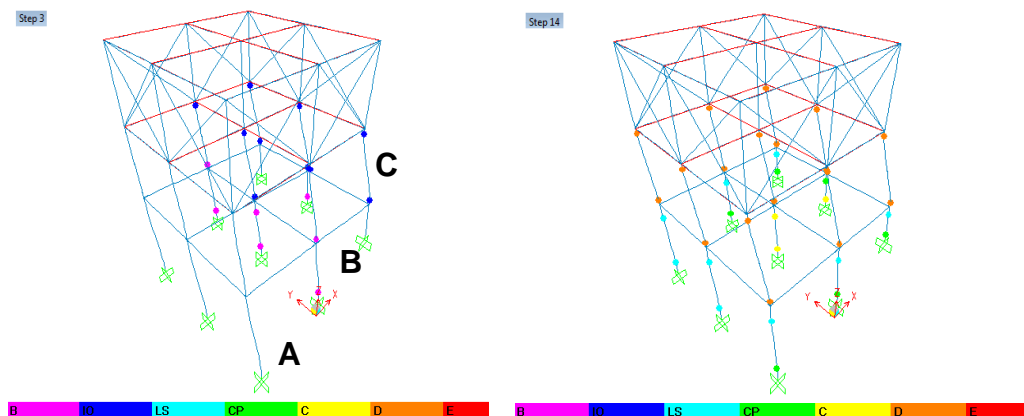 Step 3
Step 14
C
B
A
Z
Y X
Z
Y X
B IO LS CP C D E
B IO LS CP C D E